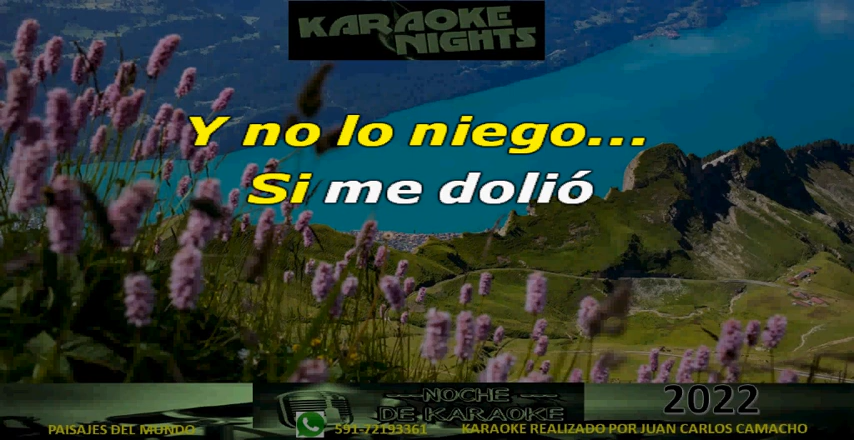 KARAOKE
NIGHTS
Y no lo niego...
Si me dolió
NOCHE
DE KARAOKE
2022
PAISAJES DEL MUNDO
591-72193361
KARAOKE REALIZADO POR JUAN CARLOS CAMACHO